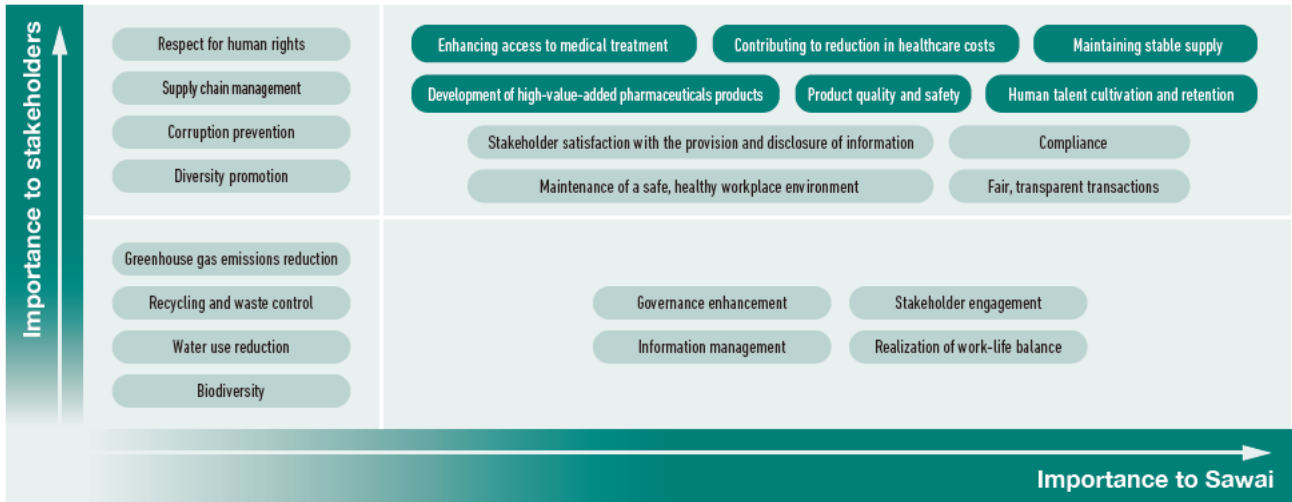 Importance to stakeholders
Respect for human rights
Supply chain management
Corruption prevention
Diversity promotion
Enhancing access to medical treatment
Contributing to reduction in healthcare costs
Maintaining stable supply
Development of high-value-added pharmaceuticals products
Product quality and safety
Human talent cultivation and retention
Stakeholder satisfaction with the provision and disclosure of information
Compliance
Maintenance of a safe, healthy workplace environment
Fair, transparent transactions
Greenhouse gas emissions reduction
Recycling and waste control
Water use reduction
Biodiversity
Governance enhancement
Stakeholder engagement
Information management
Realization of work-life balance
Importance to Sawai